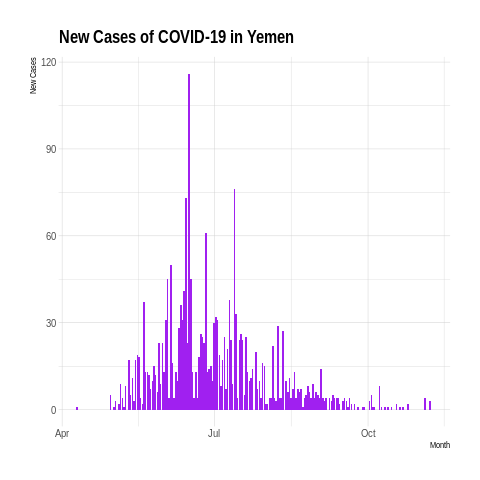 New Cases of COVID-19 in Yemen
New Cases
120
90
60
30
0
Apr
Jul
Oct
Month